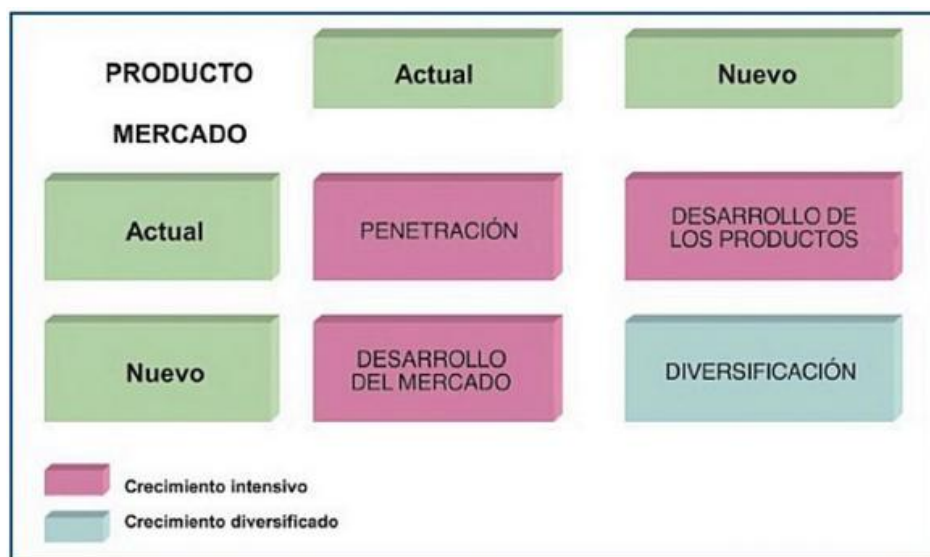 PRODUCTO
Actual
Nuevo
MERCADO
Actual
PENETRACIÓN
DESARROLLO DE
LOS PRODUCTOS
Nuevo
DESARROLLO
DEL MERCADO
DIVERSIFICACIÓN
Crecimiento intensivo
Crecimiento diversificado